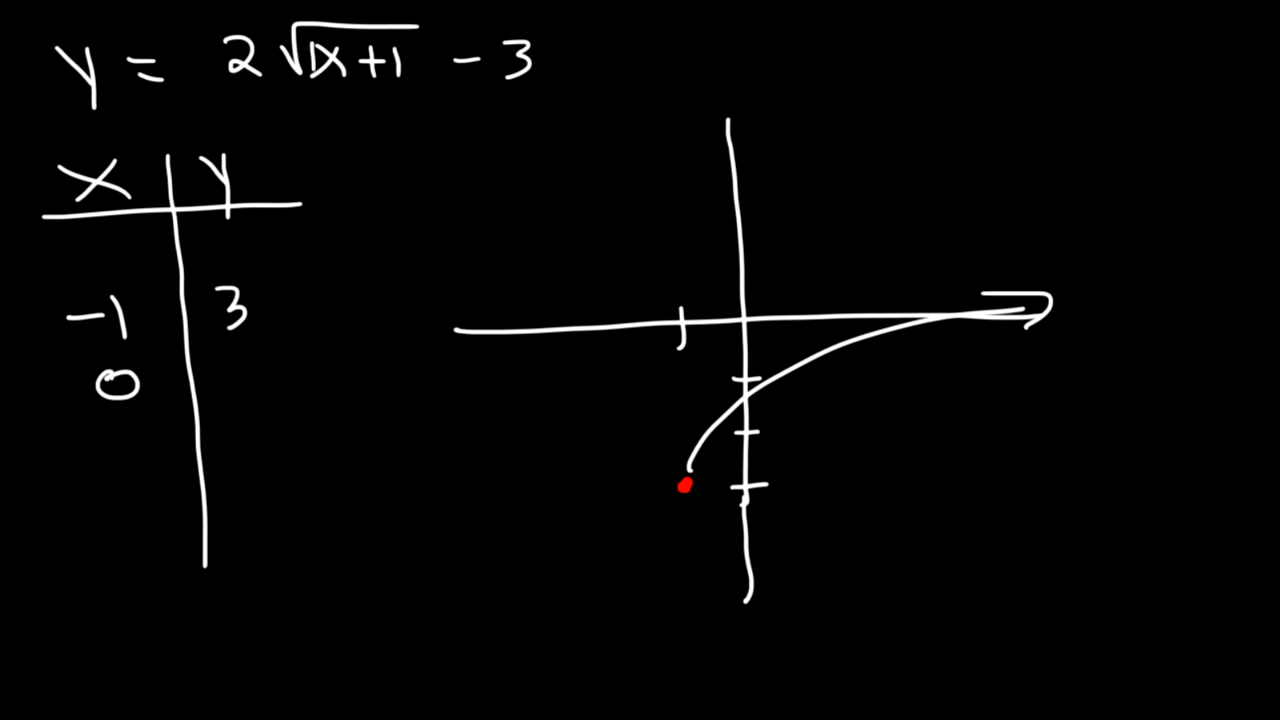 y = 2 √(x+1) - 3
x y
-1 3
0